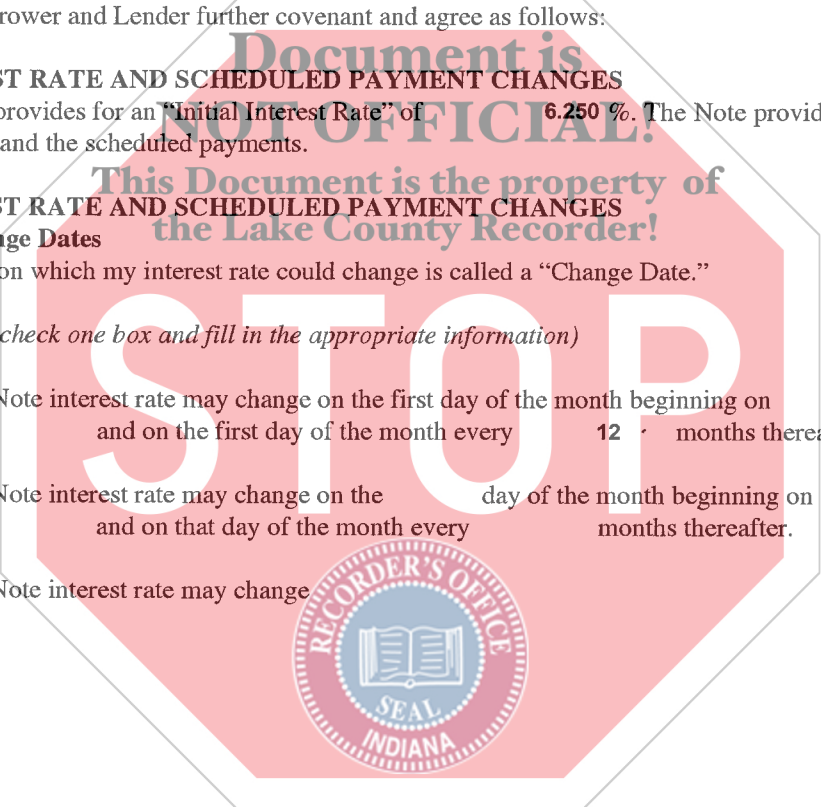 rower and Lender further covenant and agree as follows:
Document is
ST RATE AND SCHEDULED PAYMENT CHANGES
provides for an “Initial Interest Rate” of 6.250 %. The Note provid
NOT OFFICIAL!
and the scheduled payments.
This Document is the property of
ST RATE AND SCHEDULED PAYMENT CHANGES
the Lake County Recorder!
nge Dates
on which my interest rate could change is called a “Change Date.”
STOP
check one box and fill in the appropriate information)
Note interest rate may change on the first day of the month beginning on
and on the first day of the month every 12 months therea
Note interest rate may change on the day of the month beginning on
and on that day of the month every months thereafter.
Note interest rate may change
RECORDER'S OFFICE
SEAL
INDIANA